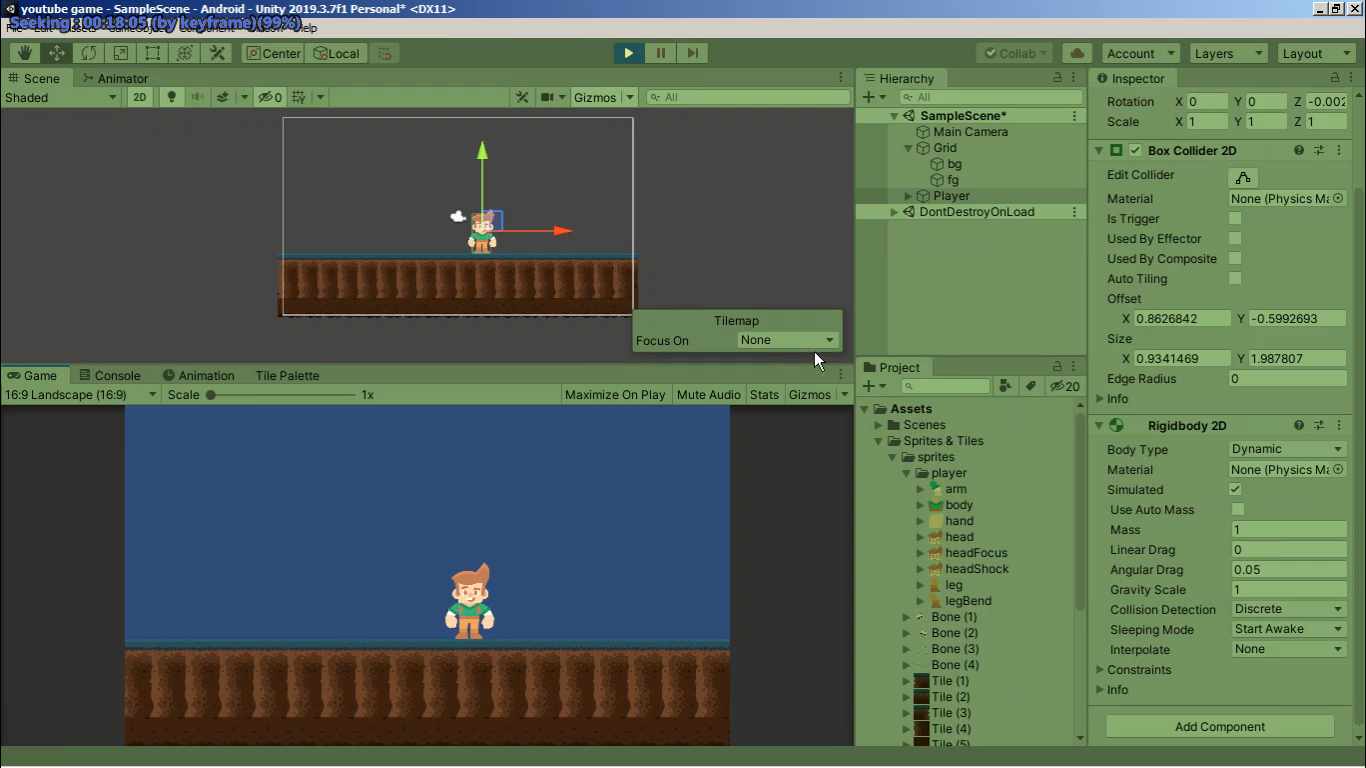 youtube game - SampleScene - Android - Unity 2019.3.7f1 Personal* <DX11>
Seeking: 00:18:05 (by keyframe)(99%)
Help
Center
Local
Collab
Account
Layers
Layout
Scene
Animator
Shaded
2D
0
Gizmos
All
Tilemap
Focus On
None
Game
Console
Animation
Tile Palette
16:9 Landscape (16:9)
Scale
1x
Maximize On Play
Mute Audio
Stats
Gizmos
Hierarchy
All
SampleScene*
Main Camera
Grid
bg
fg
Player
DontDestroyOnLoad
Project
20
Assets
Scenes
Sprites & Tiles
sprites
player
arm
body
hand
head
headFocus
headShock
leg
legBend
Bone (1)
Bone (2)
Bone (3)
Bone (4)
Tile (1)
Tile (2)
Tile (3)
Tile (4)
Tile (5)
Inspector
Rotation X 0 Y 0 Z -0.002
Scale X 1 Y 1 Z 1
Box Collider 2D
Edit Collider
Material None (Physics Ma
Is Trigger
Used By Effector
Used By Composite
Auto Tiling
Offset
X 0.8626842 Y -0.5992693
Size
X 0.9341469 Y 1.987807
Edge Radius 0
Info
Rigidbody 2D
Body Type Dynamic
Material None (Physics Ma
Simulated
Use Auto Mass
Mass 1
Linear Drag 0
Angular Drag 0.05
Gravity Scale 1
Collision Detection Discrete
Sleeping Mode Start Awake
Interpolate None
Constraints
Info
Add Component